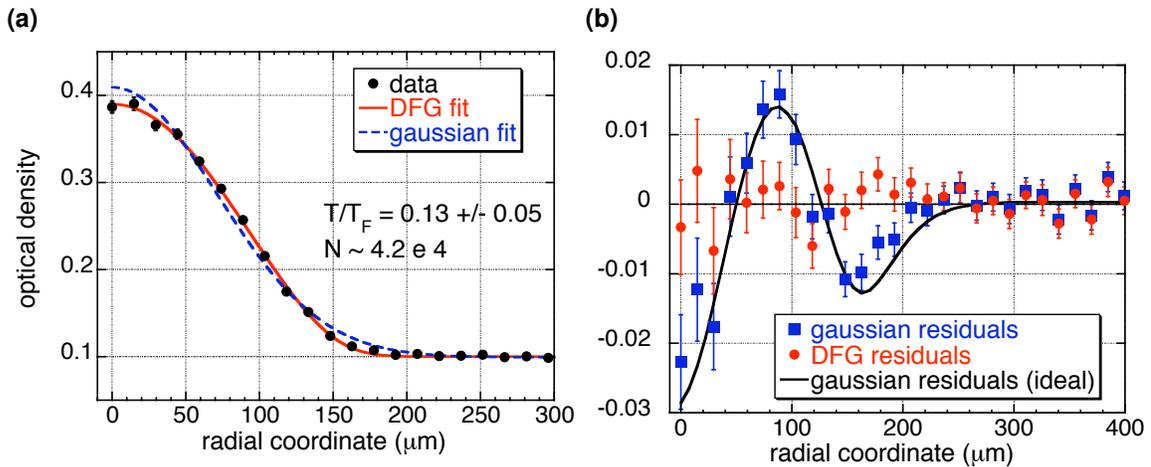 (a)
(b)
0.4
0.3
0.2
0.1
optical density
data
DFG fit
gaussian fit
T/T_F = 0.13 +/- 0.05
N ~ 4.2 e 4
0 50 100 150 200 250 300
radial coordinate (μm)
0.02
0.01
0
-0.01
-0.02
-0.03
gaussian residuals
DFG residuals
gaussian residuals (ideal)
0 100 200 300 400
radial coordinate (μm)